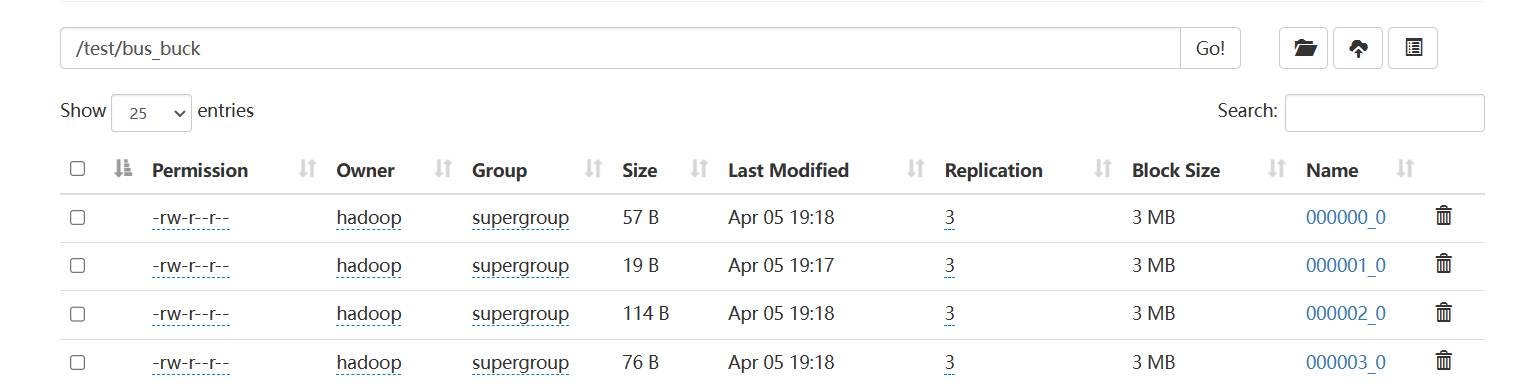 /test/bus_buck Go!
Show 25 entries Search:
Permission Owner Group Size Last Modified Replication Block Size Name
-rw-r--r-- hadoop supergroup 57 B Apr 05 19:18 3 3 MB 000000_0
-rw-r--r-- hadoop supergroup 19 B Apr 05 19:17 3 3 MB 000001_0
-rw-r--r-- hadoop supergroup 114 B Apr 05 19:18 3 3 MB 000002_0
-rw-r--r-- hadoop supergroup 76 B Apr 05 19:18 3 3 MB 000003_0